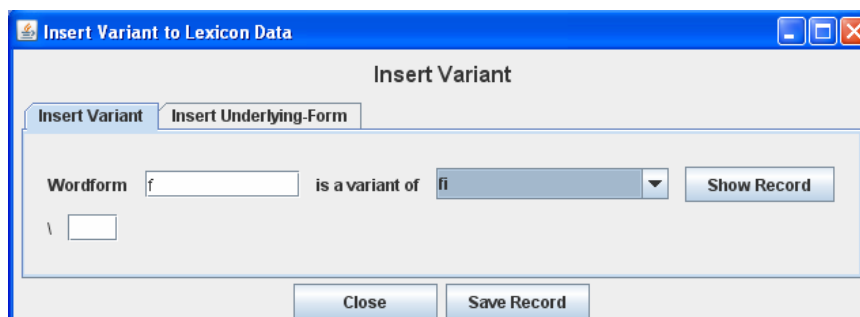 Insert Variant to Lexicon Data
Insert Variant
Insert Variant Insert Underlying-Form
Wordform f is a variant of fi Show Record
\
Close Save Record